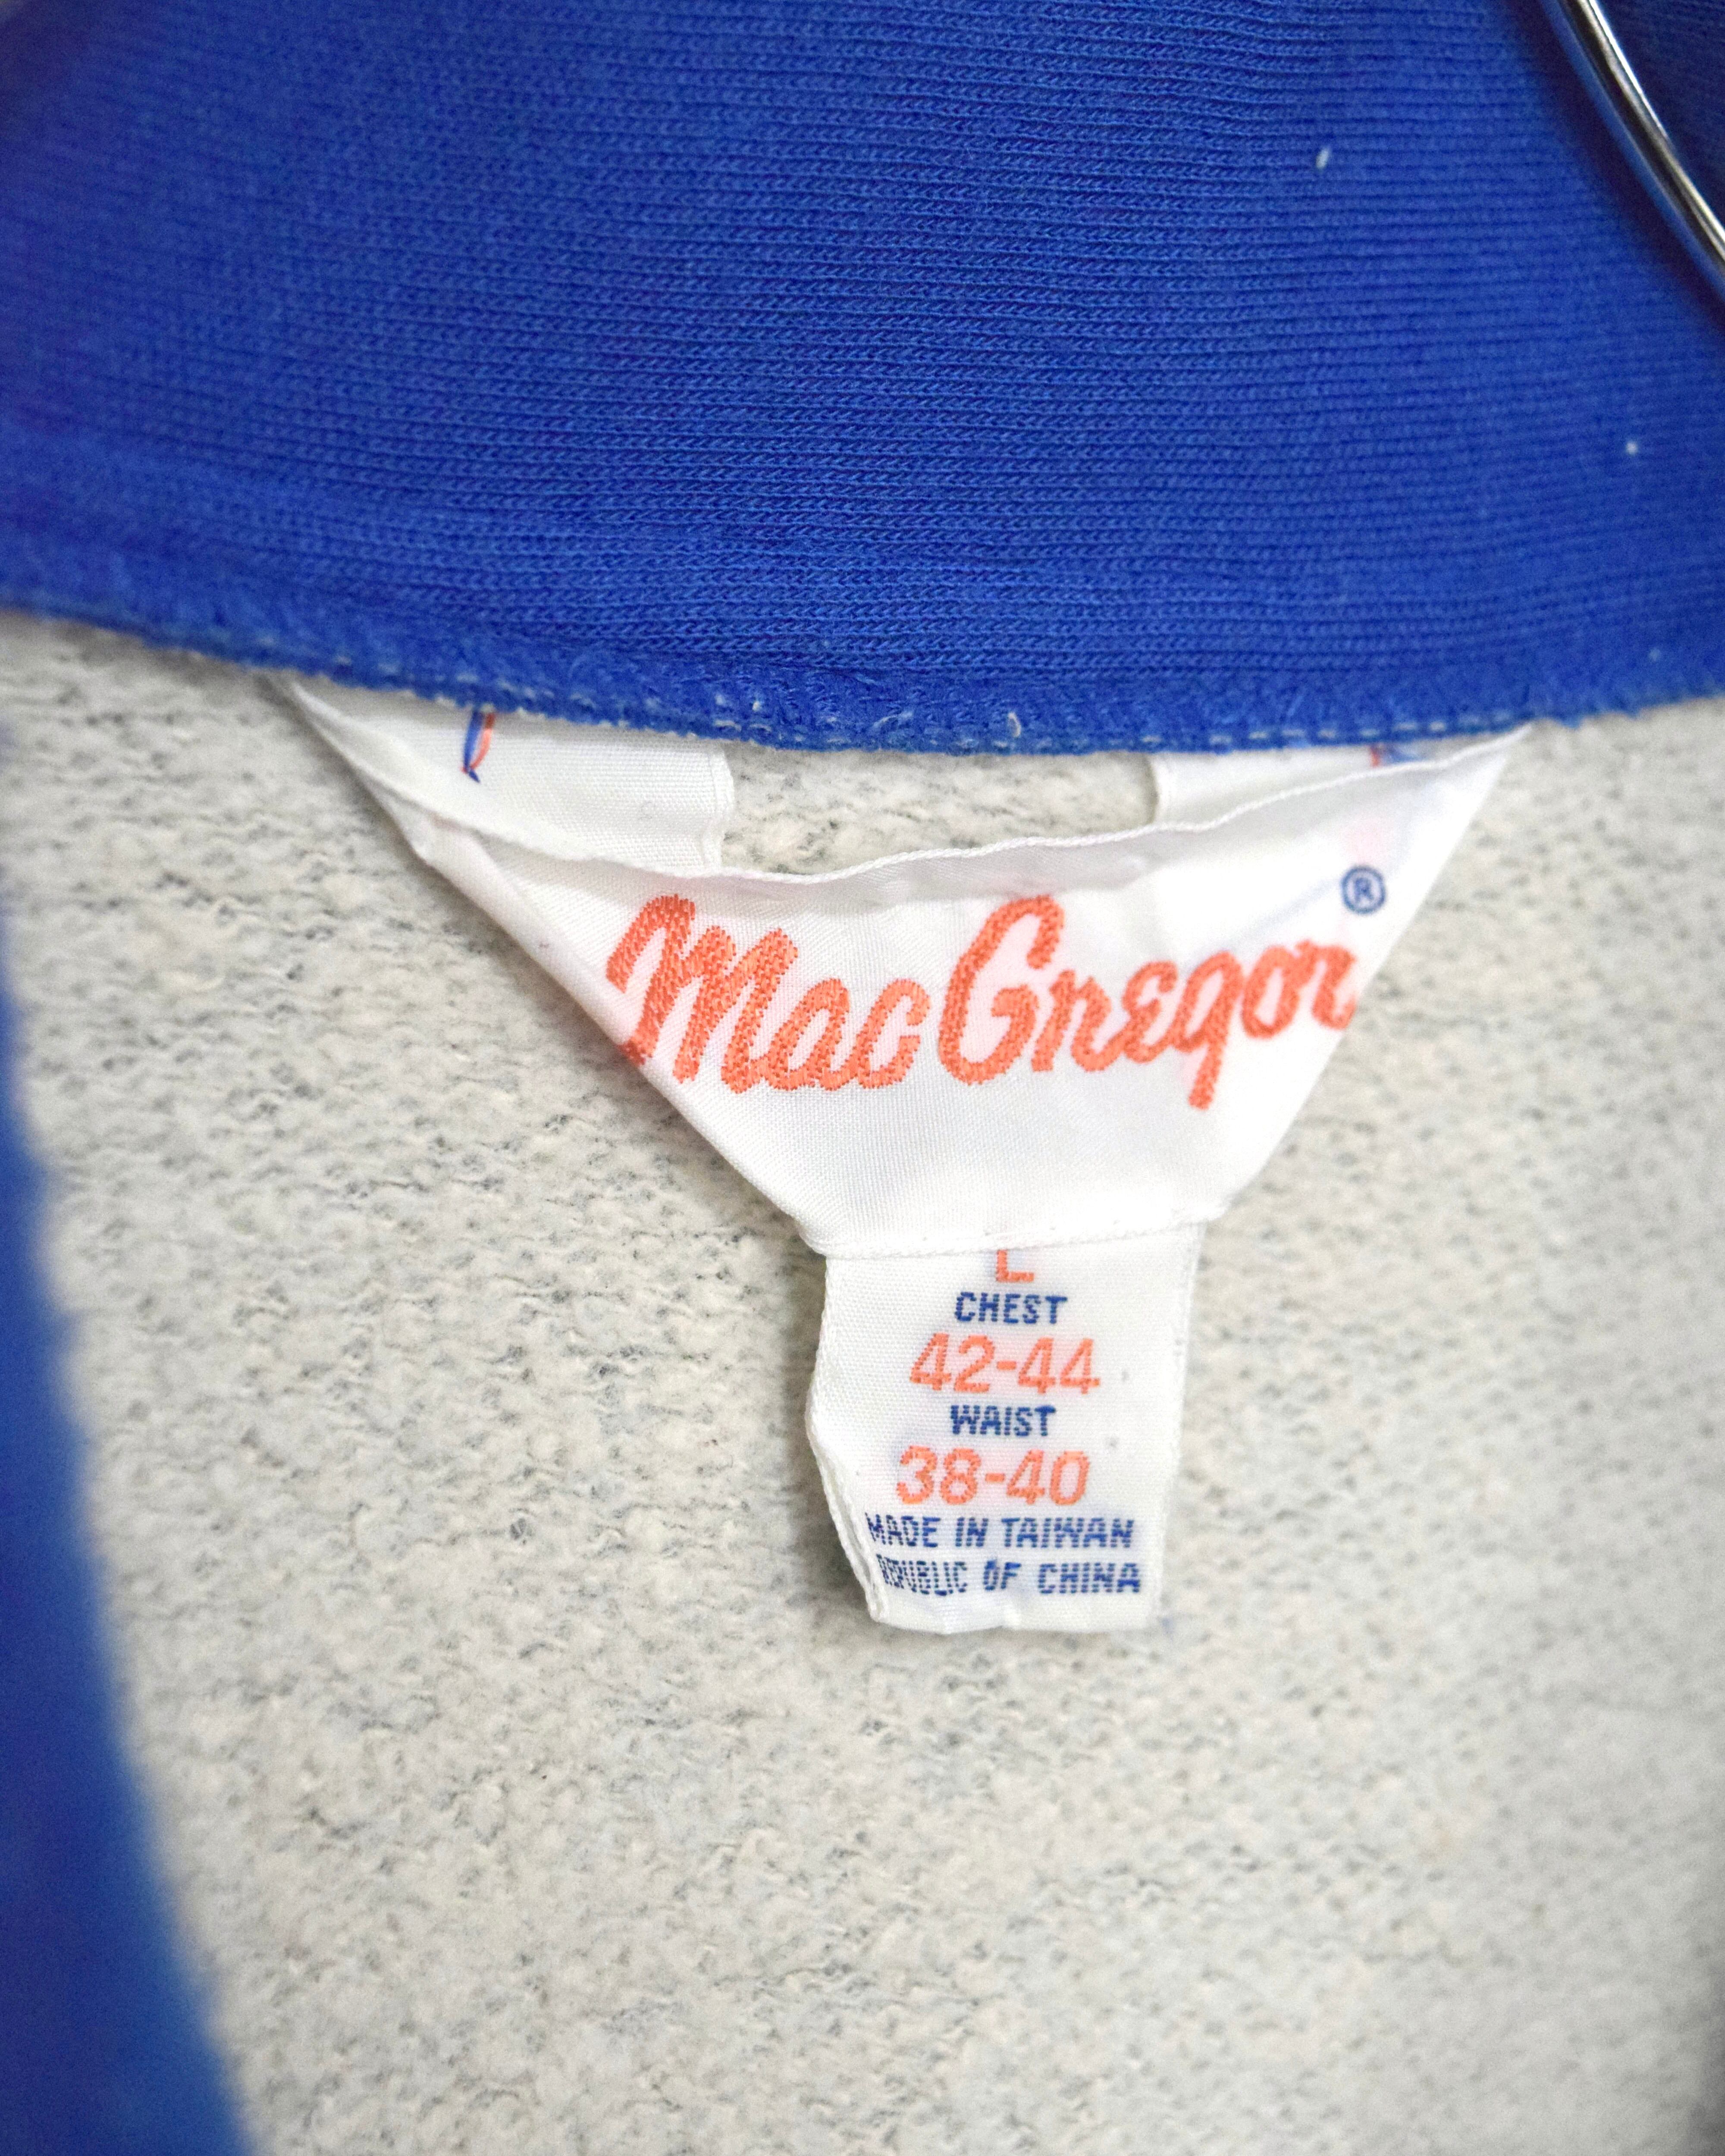 MacGregor®
L
CHEST
42-44
WAIST
38-40
MADE IN TAIWAN
REPUBLIC OF CHINA